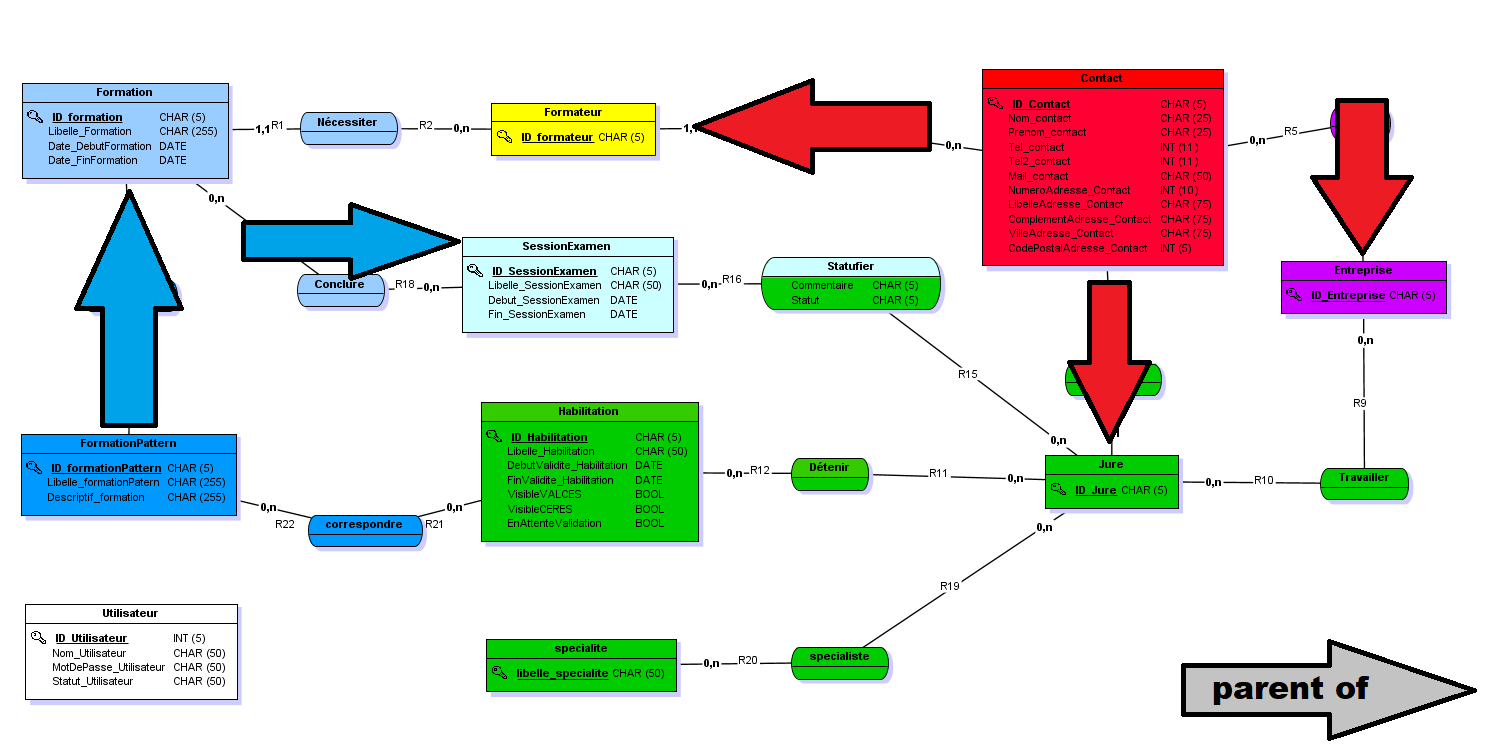 Formation
ID_formation CHAR (5)
Libelle_Formation CHAR (255)
Date_DebutFormation DATE
Date_FinFormation DATE
1,1 R1
Nécessiter
R2 0,n
Formateur
ID_formateur CHAR (5)
1,1
0,n
Contact
ID_Contact CHAR (5)
Nom_contact CHAR (25)
Prenom_contact CHAR (25)
Tel_contact INT (11)
Tel2_contact INT (11)
Mail_contact CHAR (50)
NumeroAdresse_Contact INT (10)
LibelleAdresse_Contact CHAR (75)
ComplementAdresse_Contact CHAR (75)
VilleAdresse_Contact CHAR (75)
CodePostalAdresse_Contact INT (5)
0,n R5
0,n
Conclure
R18 0,n
SessionExamen
ID_SessionExamen CHAR (5)
Libelle_SessionExamen CHAR (50)
Debut_SessionExamen DATE
Fin_SessionExamen DATE
0,n R16
Statufier
Commentaire CHAR (5)
Statut CHAR (5)
R15
0,n
Entreprise
ID_Entreprise CHAR (5)
0,n
R9
FormationPattern
ID_formationPattern CHAR (5)
Libelle_formationPatern CHAR (255)
Descriptif_formation CHAR (255)
0,n
R22
correspondre
R21
0,n
Habilitation
ID_Habilitation CHAR (5)
Libelle_Habilitation CHAR (50)
DebutValidite_Habilitation DATE
FinValidite_Habilitation DATE
VisibleVALCES BOOL
VisibleCERES BOOL
EnAttenteValidation BOOL
0,n R12
Détenir
R11 0,n
Jure
ID_Jure CHAR (5)
0,n R10
Travailler
0,n
R19
Utilisateur
ID_Utilisateur INT (5)
Nom_Utilisateur CHAR (50)
MotDePasse_Utilisateur CHAR (50)
Statut_Utilisateur CHAR (50)
specialite
libelle_specialite CHAR (50)
0,n R20
specialiste
parent of